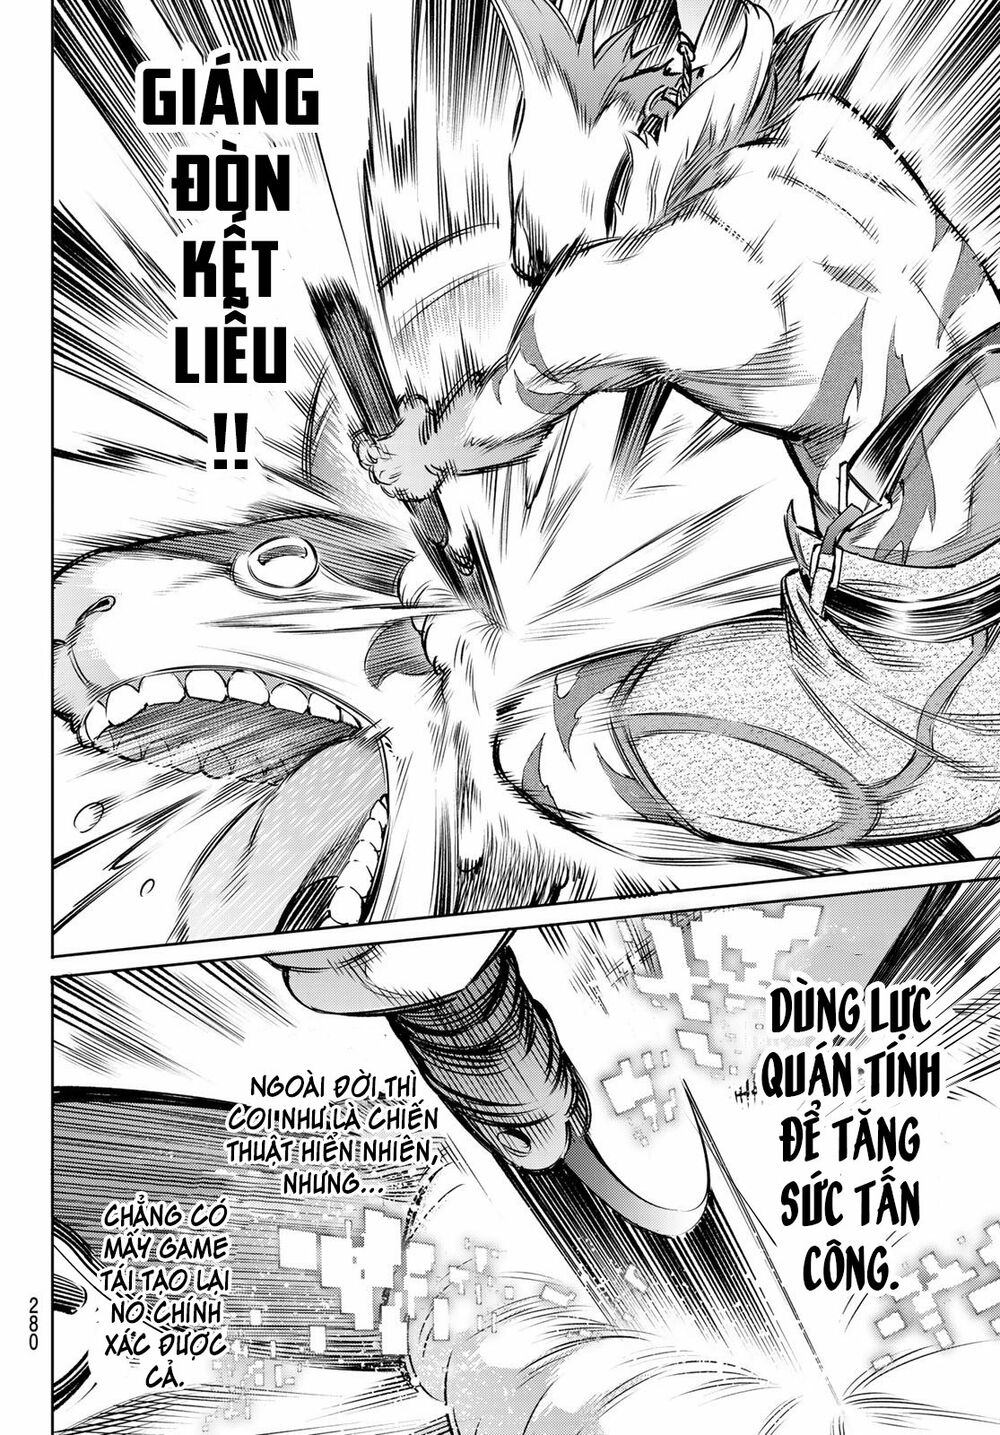 GIÁNG
ĐÒN
KẾT
LIỄU
!!
DÙNG LỰC
QUÁN TÍNH
ĐỂ TĂNG
SỨC TẤN
CÔNG.
NGOÀI ĐỜI THÌ
COI NHƯ LÀ CHIẾN
THUẬT HIỂN NHIÊN,
NHƯNG...
CHẲNG CÓ
MẤY GAME
TÁI TẠO LẠI
NÓ CHÍNH
XÁC ĐƯỢC
CẢ.
280